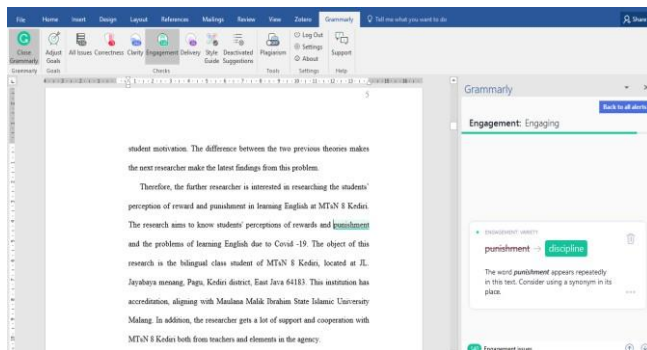 File Home Insert Design Layout References Mailings Review View Zotero Grammarly Tell me what you want to do Share
Close Grammarly Adjust Goals All Issues Correctness Clarity Engagement Delivery Style Guide Deactivated Suggestions Plagiarism Log Out Settings About Support
Grammarly Goals Checks Tools Settings Help
Grammarly
5
Back to all alerts
Engagement: Engaging
student motivation. The difference between the two previous theories makes
the next researcher make the latest findings from this problem.
Therefore, the further researcher is interested in researching the students'
perception of reward and punishment in learning English at MTsN 8 Kediri.
The research aims to know students' perceptions of rewards and punishment
and the problems of learning English due to Covid -19. The object of this
research is the bilingual class student of MTsN 8 Kediri, located at JL.
Jayabaya menang, Pagu, Kediri district, East Java 64183. This institution has
accreditation, aligning with Maulana Malik Ibrahim State Islamic University
Malang. In addition, the researcher gets a lot of support and cooperation with
MTsN 8 Kediri both from teachers and elements in the agency.
ENGAGEMENT: VARIETY
punishment → discipline
The word punishment appears repeatedly
in this text. Consider using a synonym in its
place.
Engagement issues